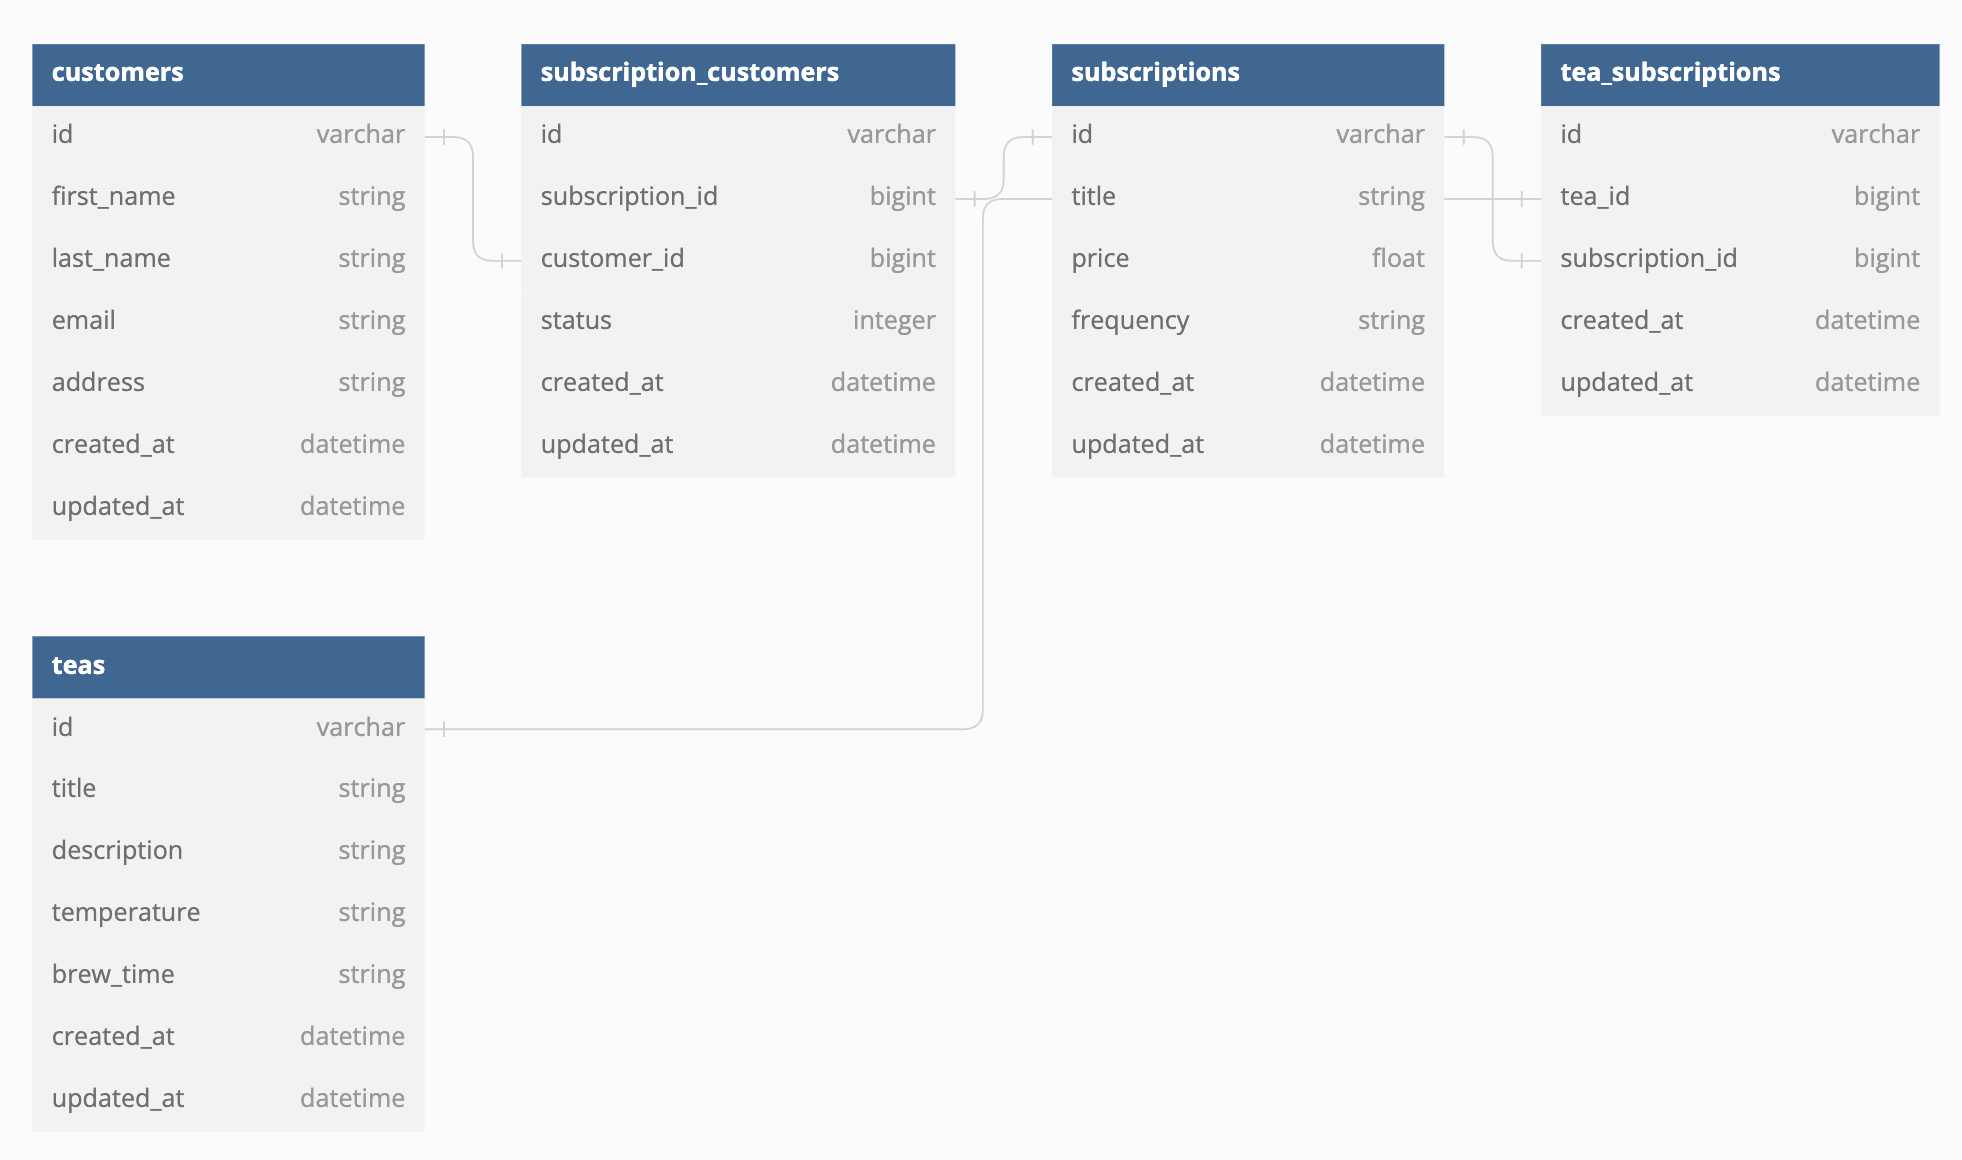 customers
id varchar
first_name string
last_name string
email string
address string
created_at datetime
updated_at datetime
subscription_customers
id varchar
subscription_id bigint
customer_id bigint
status integer
created_at datetime
updated_at datetime
subscriptions
id varchar
title string
price float
frequency string
created_at datetime
updated_at datetime
tea_subscriptions
id varchar
tea_id bigint
subscription_id bigint
created_at datetime
updated_at datetime
teas
id varchar
title string
description string
temperature string
brew_time string
created_at datetime
updated_at datetime